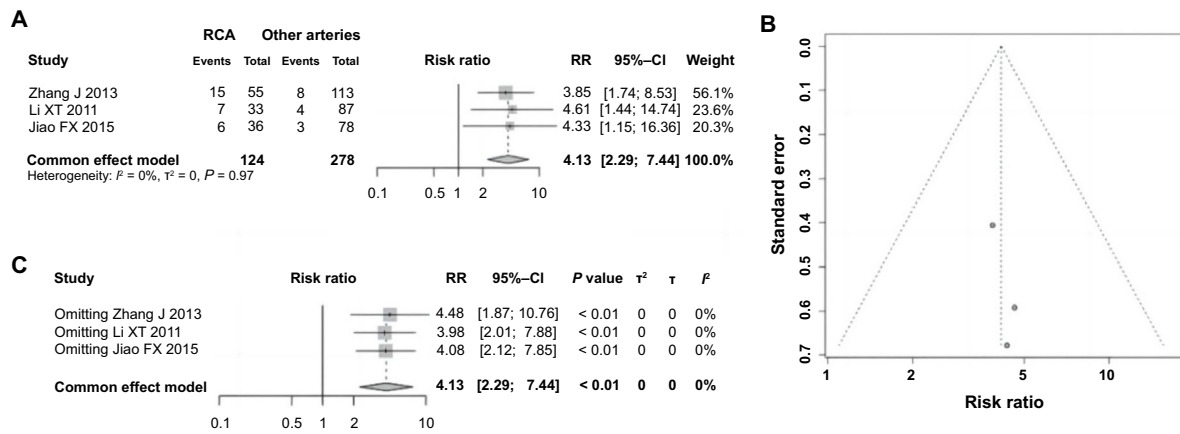 A
RCA Other arteries
Study Events Total Events Total Risk ratio RR 95%–CI Weight
Zhang J 2013 15 55 8 113 3.85 [1.74; 8.53] 56.1%
Li XT 2011 7 33 4 87 4.61 [1.44; 14.74] 23.6%
Jiao FX 2015 6 36 3 78 4.33 [1.15; 16.36] 20.3%
Common effect model 124 278 4.13 [2.29; 7.44] 100.0%
Heterogeneity: I² = 0%, τ² = 0, P = 0.97
0.1 0.5 1 2 10
B
Standard error
0.0
0.1
0.2
0.3
0.4
0.5
0.6
0.7
1 2 5 10
Risk ratio
C
Study Risk ratio RR 95%–CI P value τ² τ I²
Omitting Zhang J 2013 4.48 [1.87; 10.76] < 0.01 0 0 0%
Omitting Li XT 2011 3.98 [2.01; 7.88] < 0.01 0 0 0%
Omitting Jiao FX 2015 4.08 [2.12; 7.85] < 0.01 0 0 0%
Common effect model 4.13 [2.29; 7.44] < 0.01 0 0 0%
0.1 0.5 1 2 10